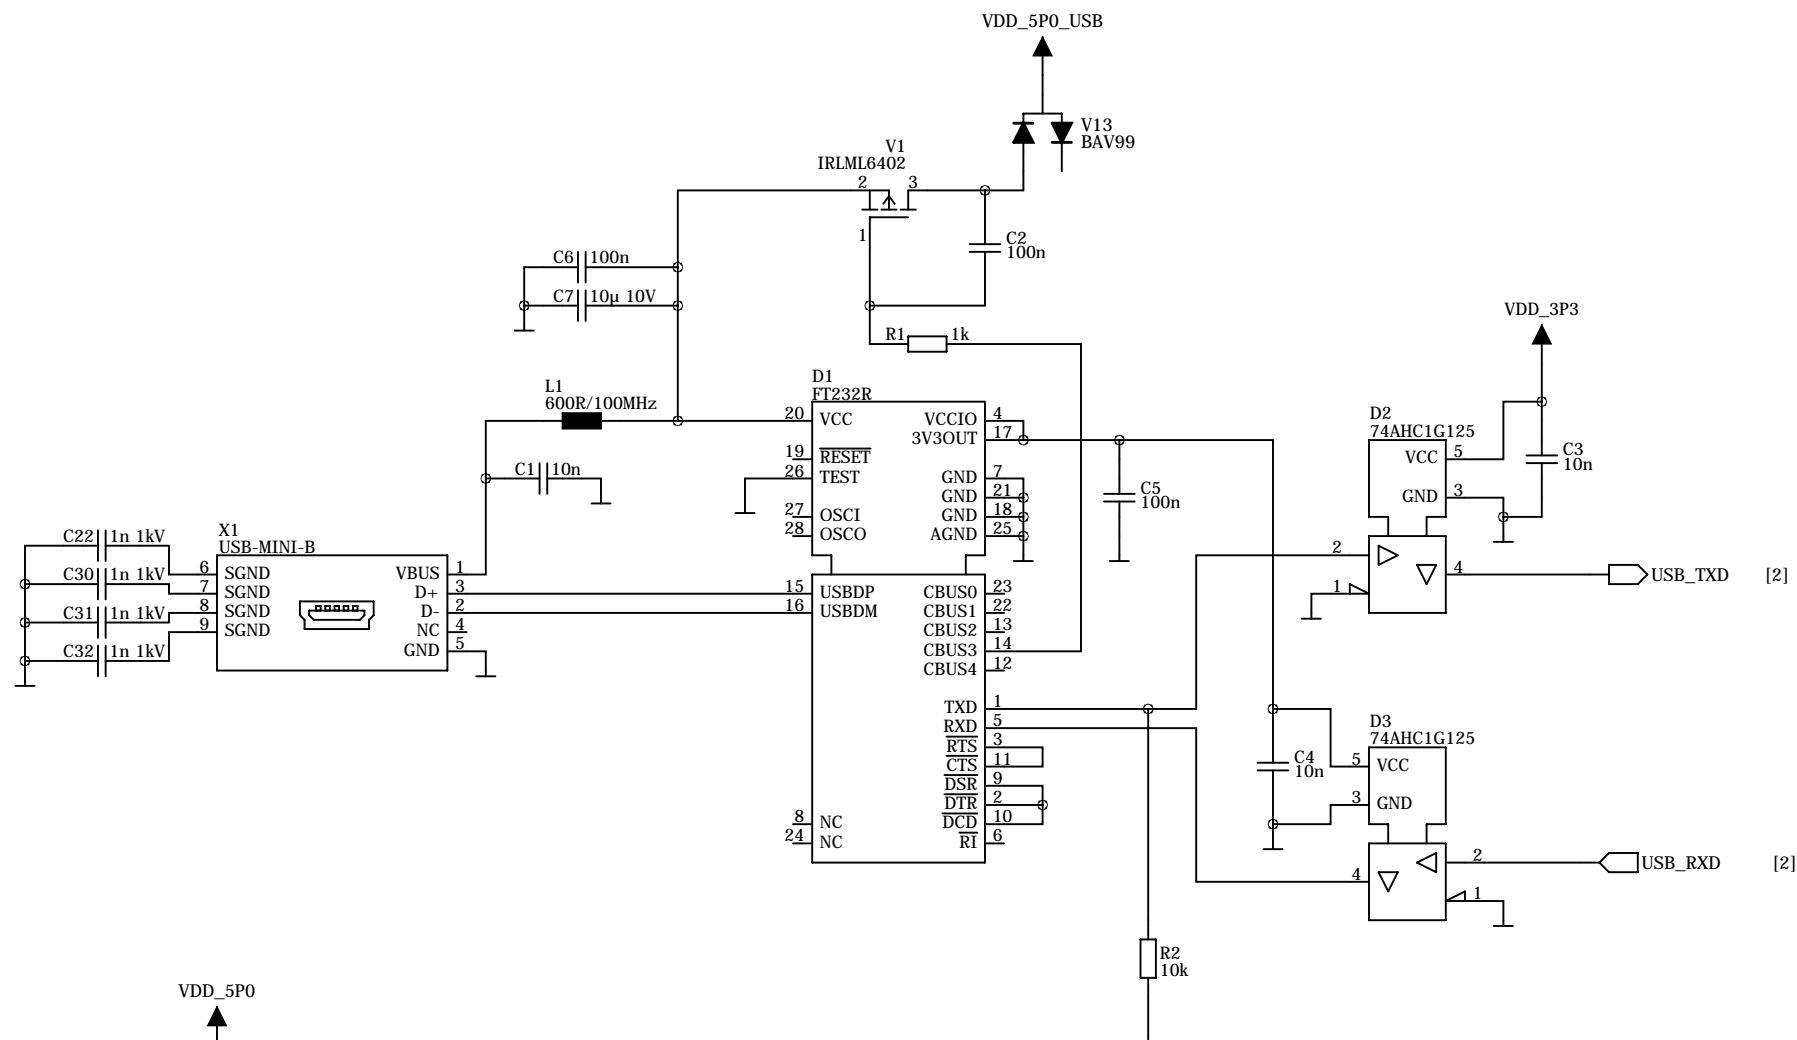 VDD_5P0_USB
V13
BAV99
V1
IRLML6402
2
3
1
C2
100n
C6
100n
C7
10µ 10V
VDD_3P3
R1
1k
D1
FT232R
L1
600R/100MHz
20
VCC
VCCIO
4
3V3OUT
17
19
RESET
26
TEST
GND
7
GND
21
27
OSCI
GND
18
28
OSCO
AGND
25
C1
10n
C5
100n
D2
74AHC1G125
VCC
5
GND
3
C3
10n
2
1
4
USB_TXD
[2]
X1
USB-MINI-B
C22
1n 1kV
C30
1n 1kV
C31
1n 1kV
C32
1n 1kV
6
SGND
7
SGND
8
SGND
9
SGND
VBUS
1
D+
3
D-
2
NC
4
GND
5
15
USBDP
16
USBDM
CBUS0
23
CBUS1
22
CBUS2
13
CBUS3
14
CBUS4
12
TXD
1
RXD
5
RTS
3
CTS
11
DSR
9
DTR
2
DCD
10
RI
6
8
NC
24
NC
C4
10n
D3
74AHC1G125
5
VCC
3
GND
2
4
1
USB_RXD
[2]
R2
10k
VDD_5P0